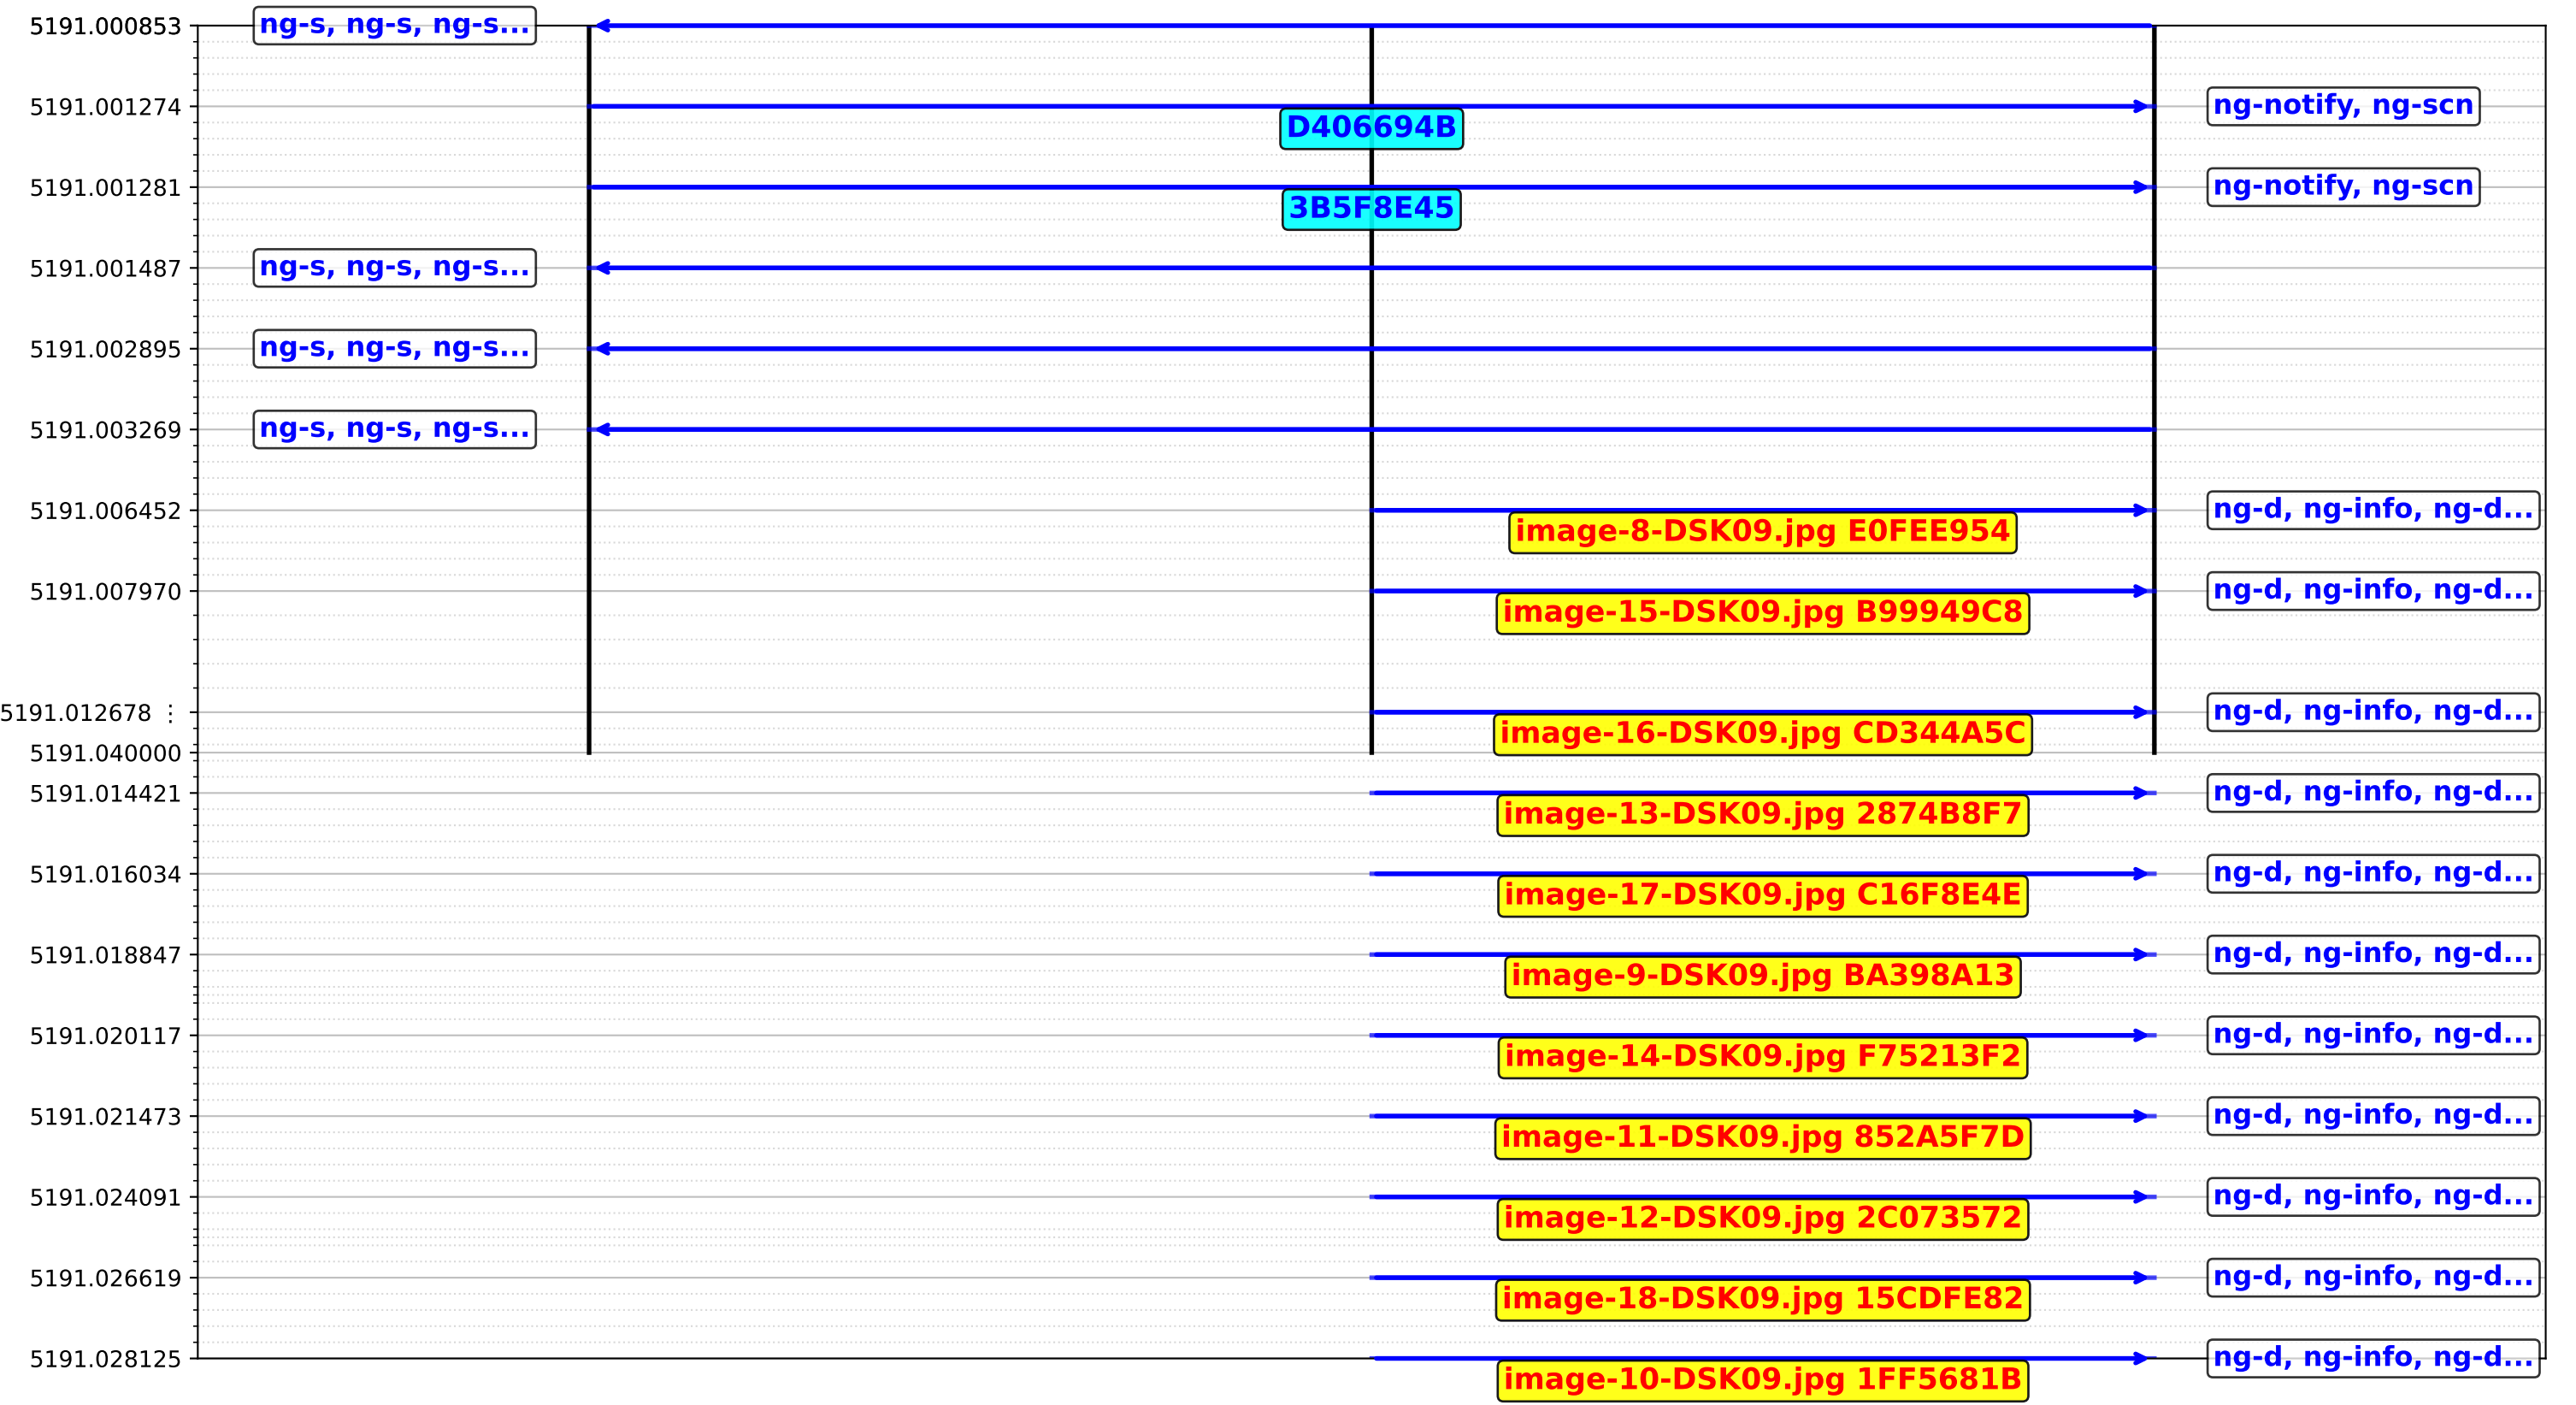 5191.000853 ng-s, ng-s, ng-s...
5191.001274 ng-notify, ng-scn
D406694B
5191.001281 ng-notify, ng-scn
3B5F8E45
5191.001487 ng-s, ng-s, ng-s...
5191.002895 ng-s, ng-s, ng-s...
5191.003269 ng-s, ng-s, ng-s...
5191.006452 ng-d, ng-info, ng-d...
image-8-DSK09.jpg E0FEE954
5191.007970 ng-d, ng-info, ng-d...
image-15-DSK09.jpg B99949C8
5191.012678 ⋮ ng-d, ng-info, ng-d...
image-16-DSK09.jpg CD344A5C
5191.040000
5191.014421 ng-d, ng-info, ng-d...
image-13-DSK09.jpg 2874B8F7
5191.016034 ng-d, ng-info, ng-d...
image-17-DSK09.jpg C16F8E4E
5191.018847 ng-d, ng-info, ng-d...
image-9-DSK09.jpg BA398A13
5191.020117 ng-d, ng-info, ng-d...
image-14-DSK09.jpg F75213F2
5191.021473 ng-d, ng-info, ng-d...
image-11-DSK09.jpg 852A5F7D
5191.024091 ng-d, ng-info, ng-d...
image-12-DSK09.jpg 2C073572
5191.026619 ng-d, ng-info, ng-d...
image-18-DSK09.jpg 15CDFE82
5191.028125 ng-d, ng-info, ng-d...
image-10-DSK09.jpg 1FF5681B